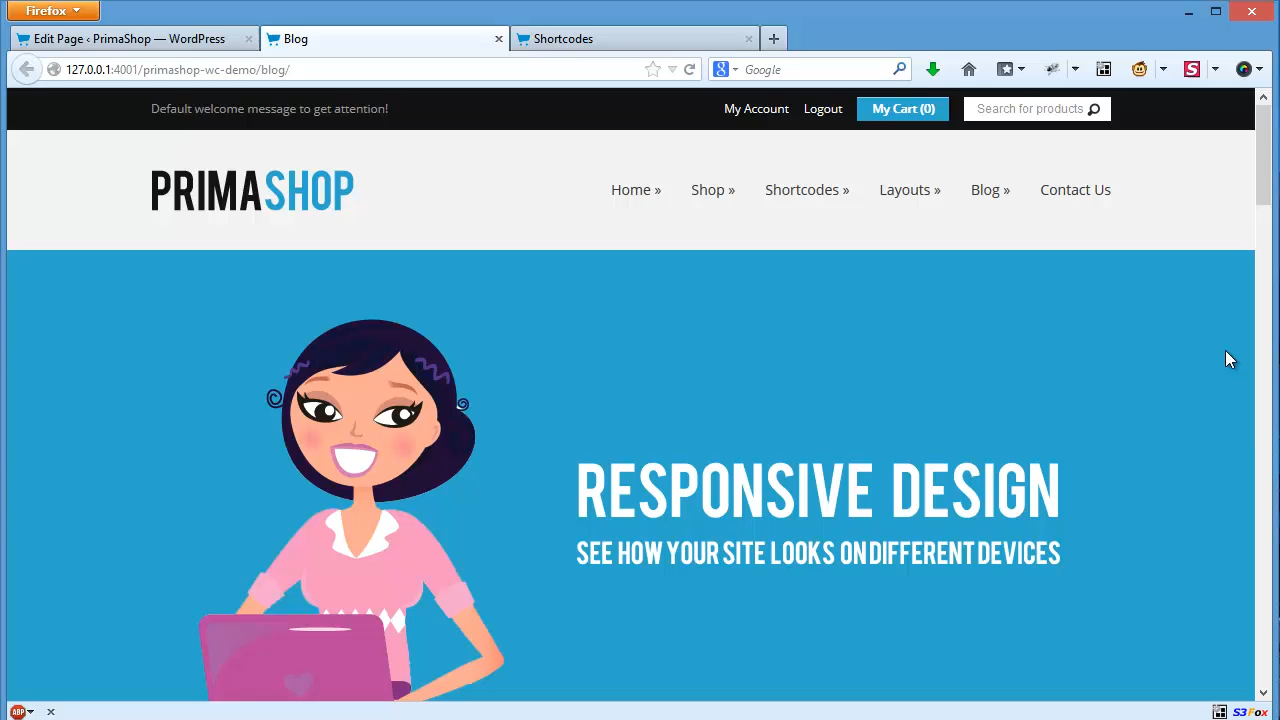 Firefox
Edit Page ‹ PrimaShop — WordPress
Blog
Shortcodes
127.0.0.1:4001/primashop-wc-demo/blog/
Google
Default welcome message to get attention!
My Account
Logout
My Cart (0)
Search for products
PRIMASHOP
Home »
Shop »
Shortcodes »
Layouts »
Blog »
Contact Us
RESPONSIVE DESIGN
SEE HOW YOUR SITE LOOKS ON DIFFERENT DEVICES
ABP
S3Fox